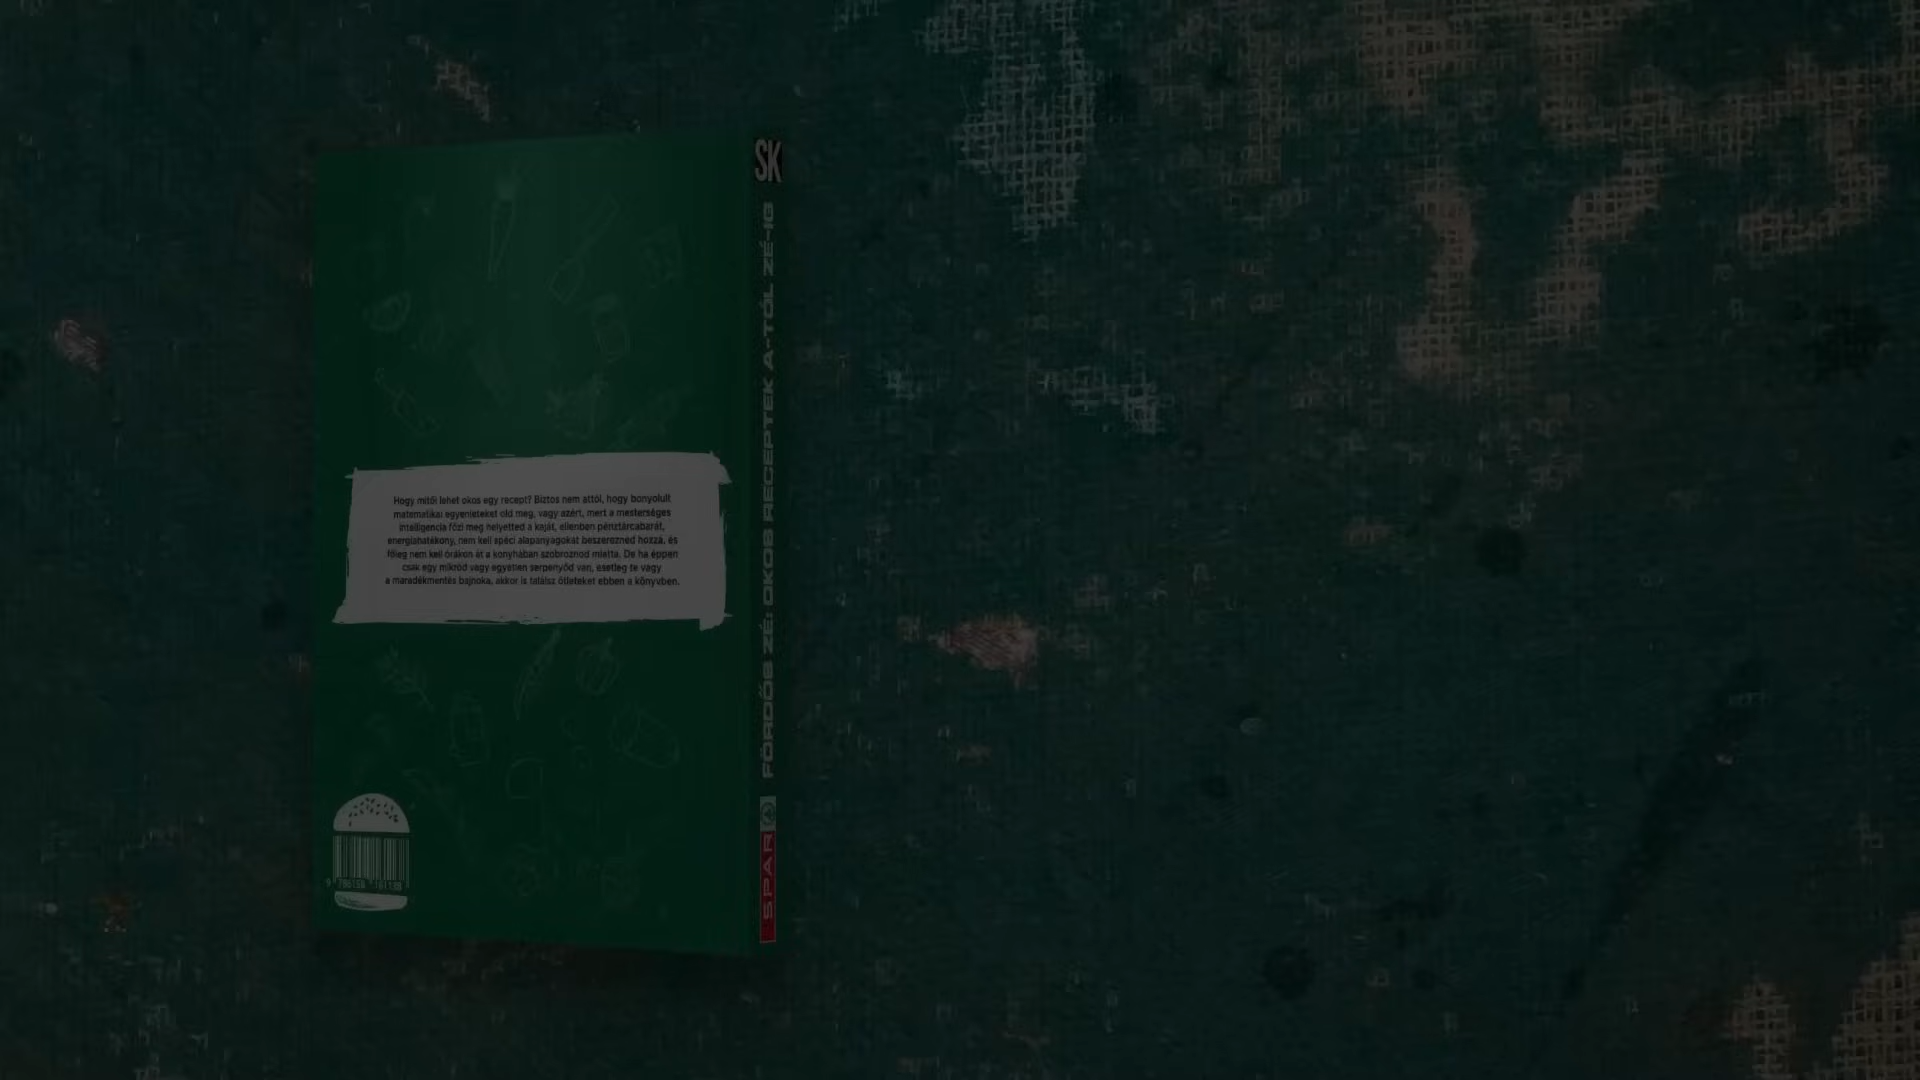 Hogy mitől lehet okos egy recept? Biztos nem attól, hogy bonyolult
matematikai egyenleteket old meg, vagy azért, mert a mesterséges
intelligencia főzi meg helyetted a kaját, ellenben pénztárcabarát,
energiahatékony, nem kell spéci alapanyagokat beszerezned hozzá, és
főleg nem kell órákon át a konyhában szobroznod miatta. De ha éppen
csak egy mikród vagy egyetlen serpenyőd van, esetleg te vagy
a maradékmentés bajnoka, akkor is találsz ötleteket ebben a könyvben.
SK
FÖRDŐS ZÉ: OKOS RECEPTEK A-TÓL ZÉ-IG
SPAR